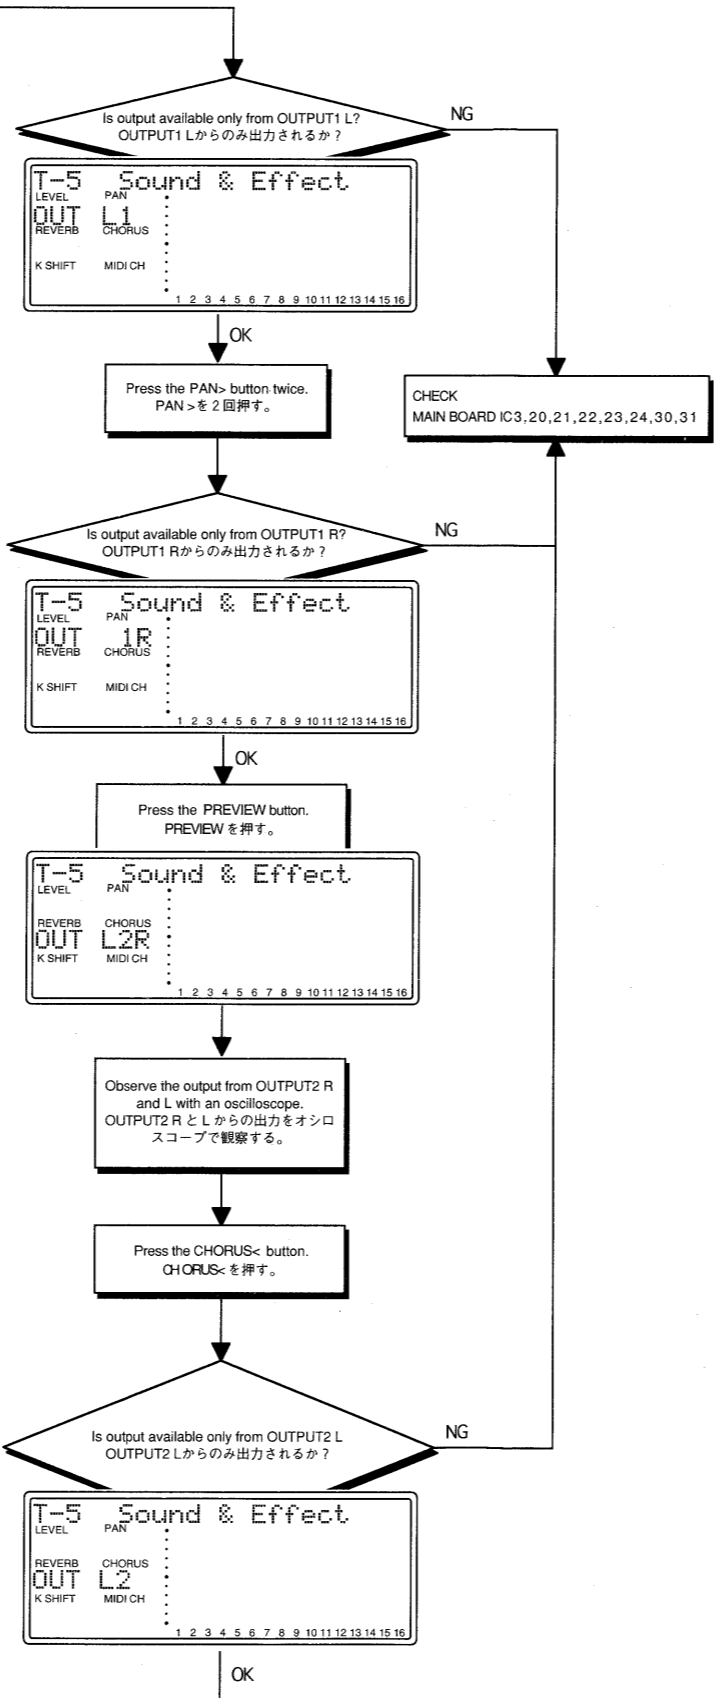 Is output available only from OUTPUT1 L?
OUTPUT1 Lからのみ出力されるか？
NG
T-5 Sound & Effect
LEVEL PAN
OUT L1
REVERB CHORUS
K SHIFT MIDI CH
1 2 3 4 5 6 7 8 9 10 11 12 13 14 15 16
OK
Press the PAN> button twice.
PAN >を2回押す。
CHECK
MAIN BOARD IC3,20,21,22,23,24,30,31
Is output available only from OUTPUT1 R?
OUTPUT1 Rからのみ出力されるか？
NG
T-5 Sound & Effect
LEVEL PAN
OUT 1R
REVERB CHORUS
K SHIFT MIDI CH
1 2 3 4 5 6 7 8 9 10 11 12 13 14 15 16
OK
Press the PREVIEW button.
PREVIEW を押す。
T-5 Sound & Effect
LEVEL PAN
REVERB CHORUS
OUT L2R
K SHIFT MIDI CH
1 2 3 4 5 6 7 8 9 10 11 12 13 14 15 16
Observe the output from OUTPUT2 R
and L with an oscilloscope.
OUTPUT2 R と L からの出力をオシロ
スコープで観察する。
Press the CHORUS< button.
CHORUS< を押す。
Is output available only from OUTPUT2 L
OUTPUT2 Lからのみ出力されるか？
NG
T-5 Sound & Effect
LEVEL PAN
REVERB CHORUS
OUT L2
K SHIFT MIDI CH
1 2 3 4 5 6 7 8 9 10 11 12 13 14 15 16
OK